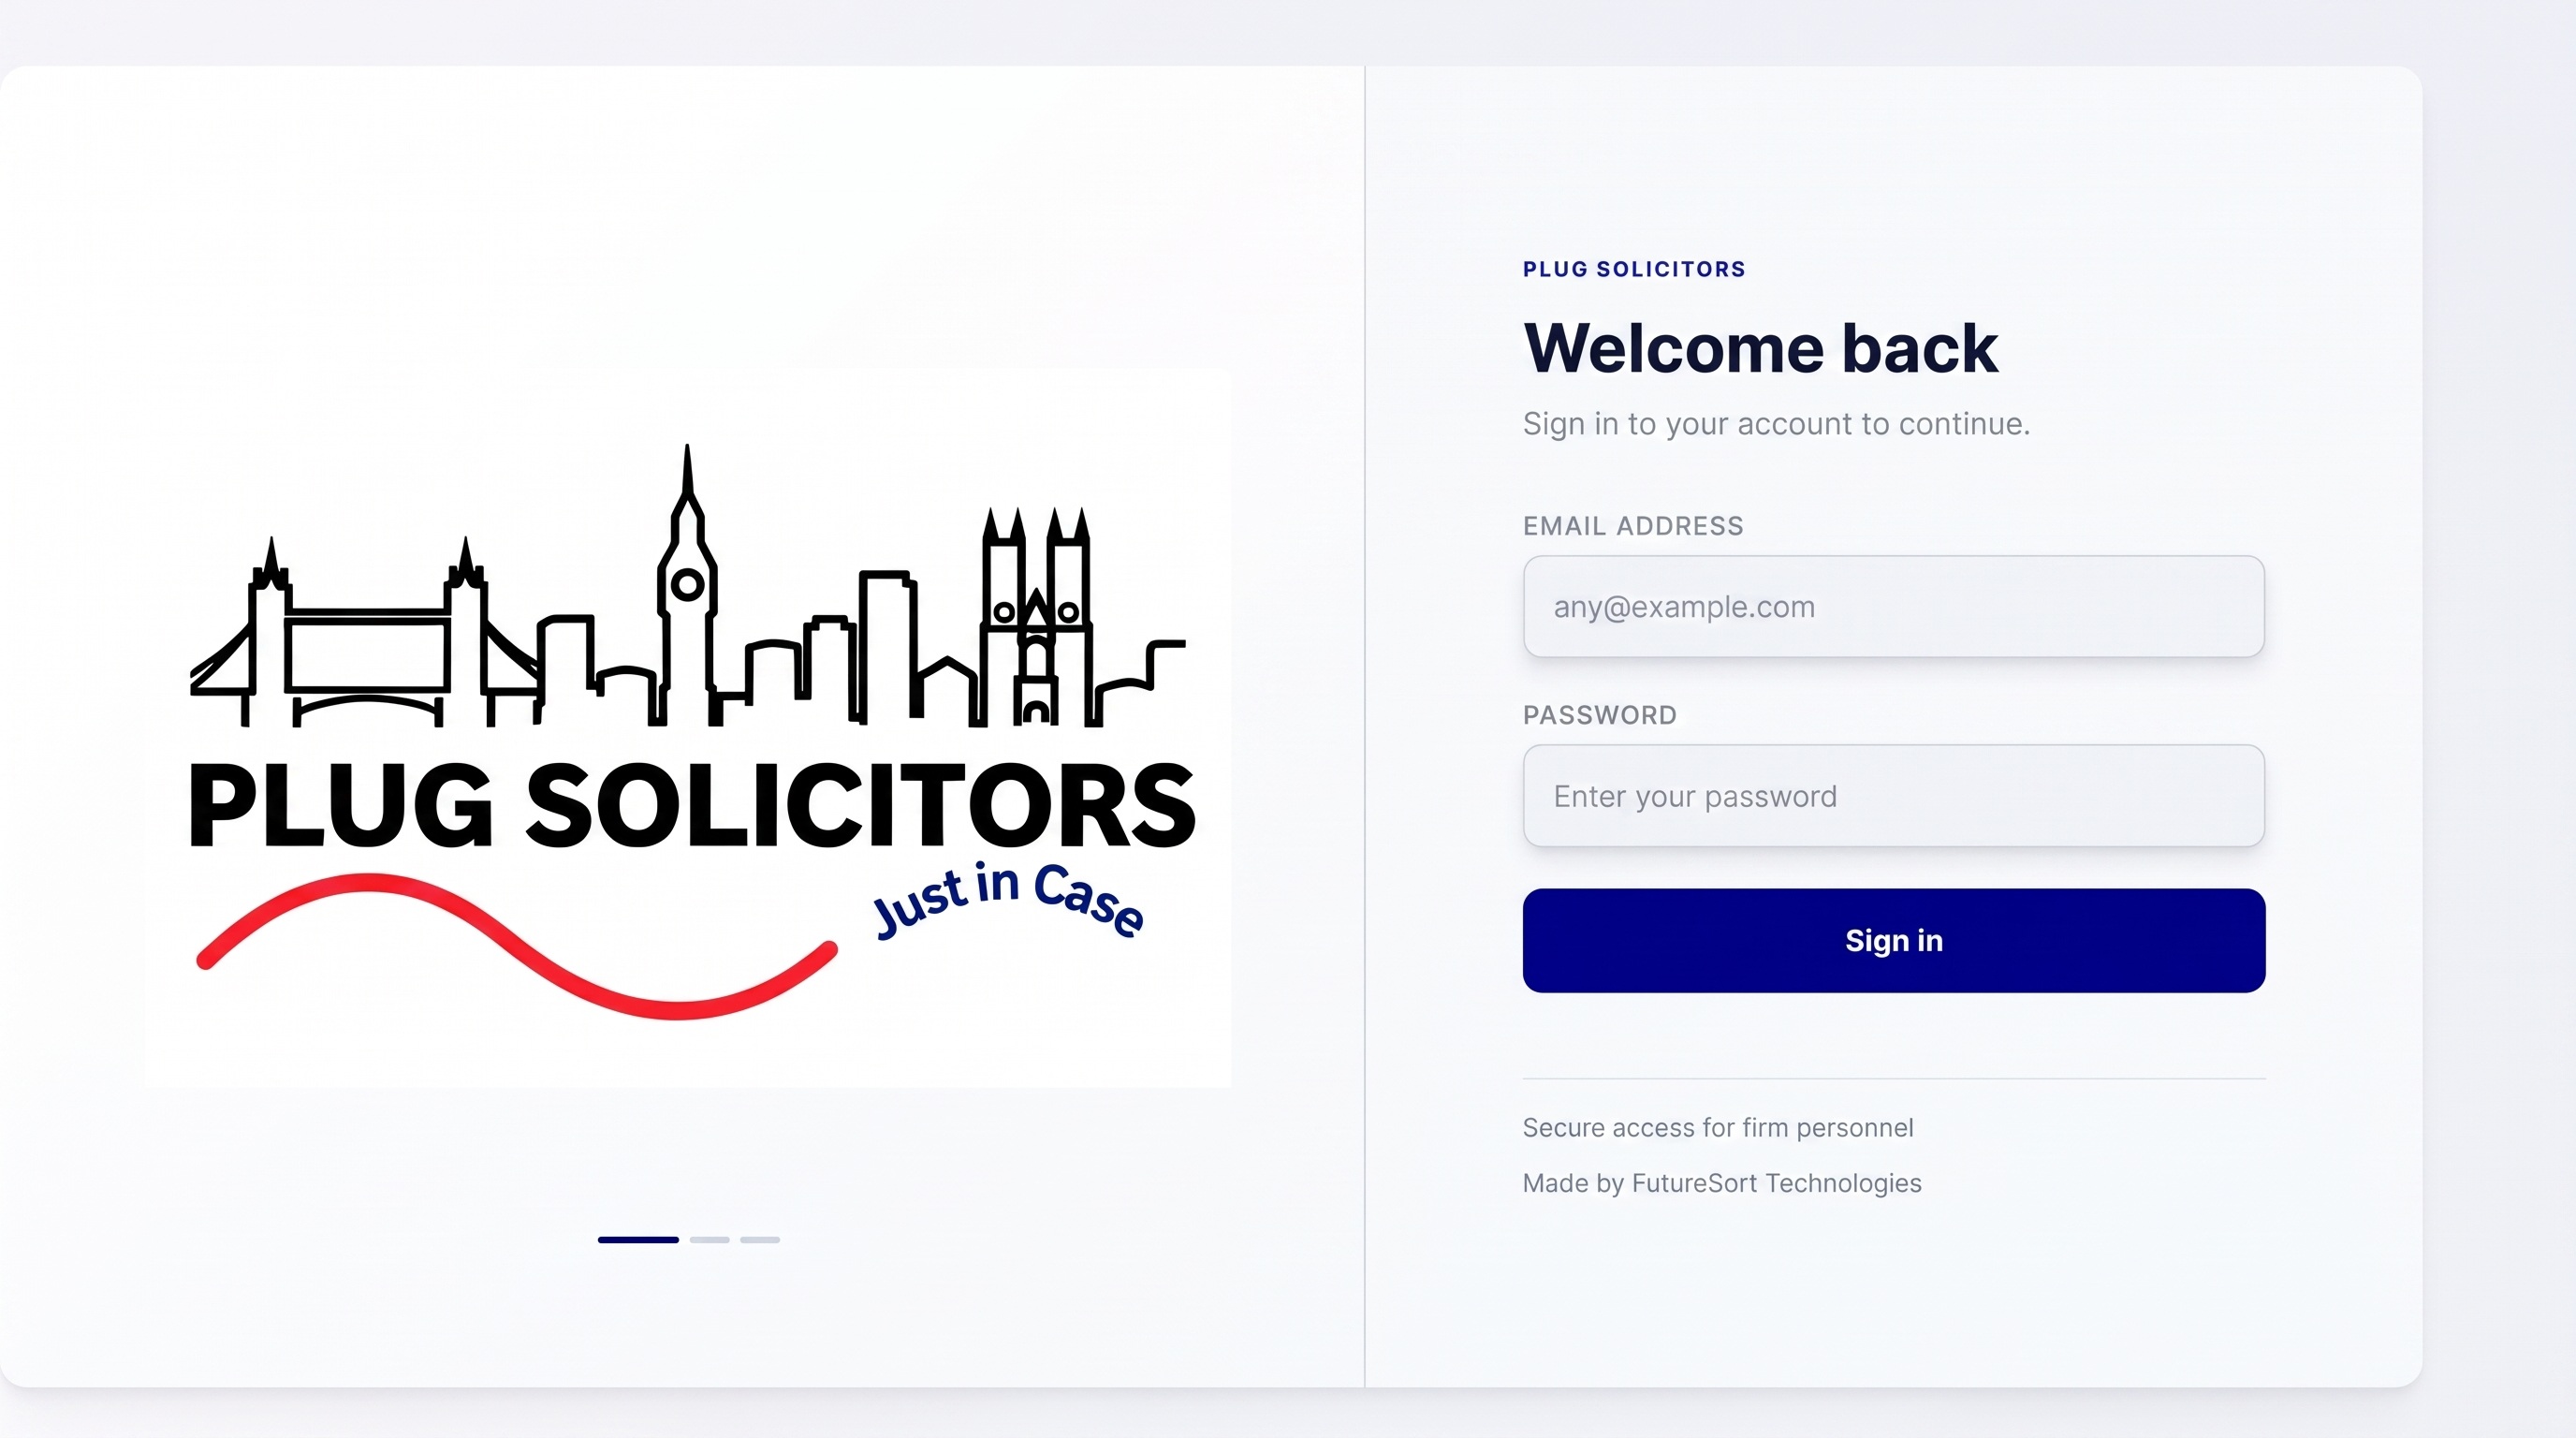 PLUG SOLICITORS
Just in Case
PLUG SOLICITORS
Welcome back
Sign in to your account to continue.
EMAIL ADDRESS
any@example.com
PASSWORD
Enter your password
Sign in
Secure access for firm personnel
Made by FutureSort Technologies